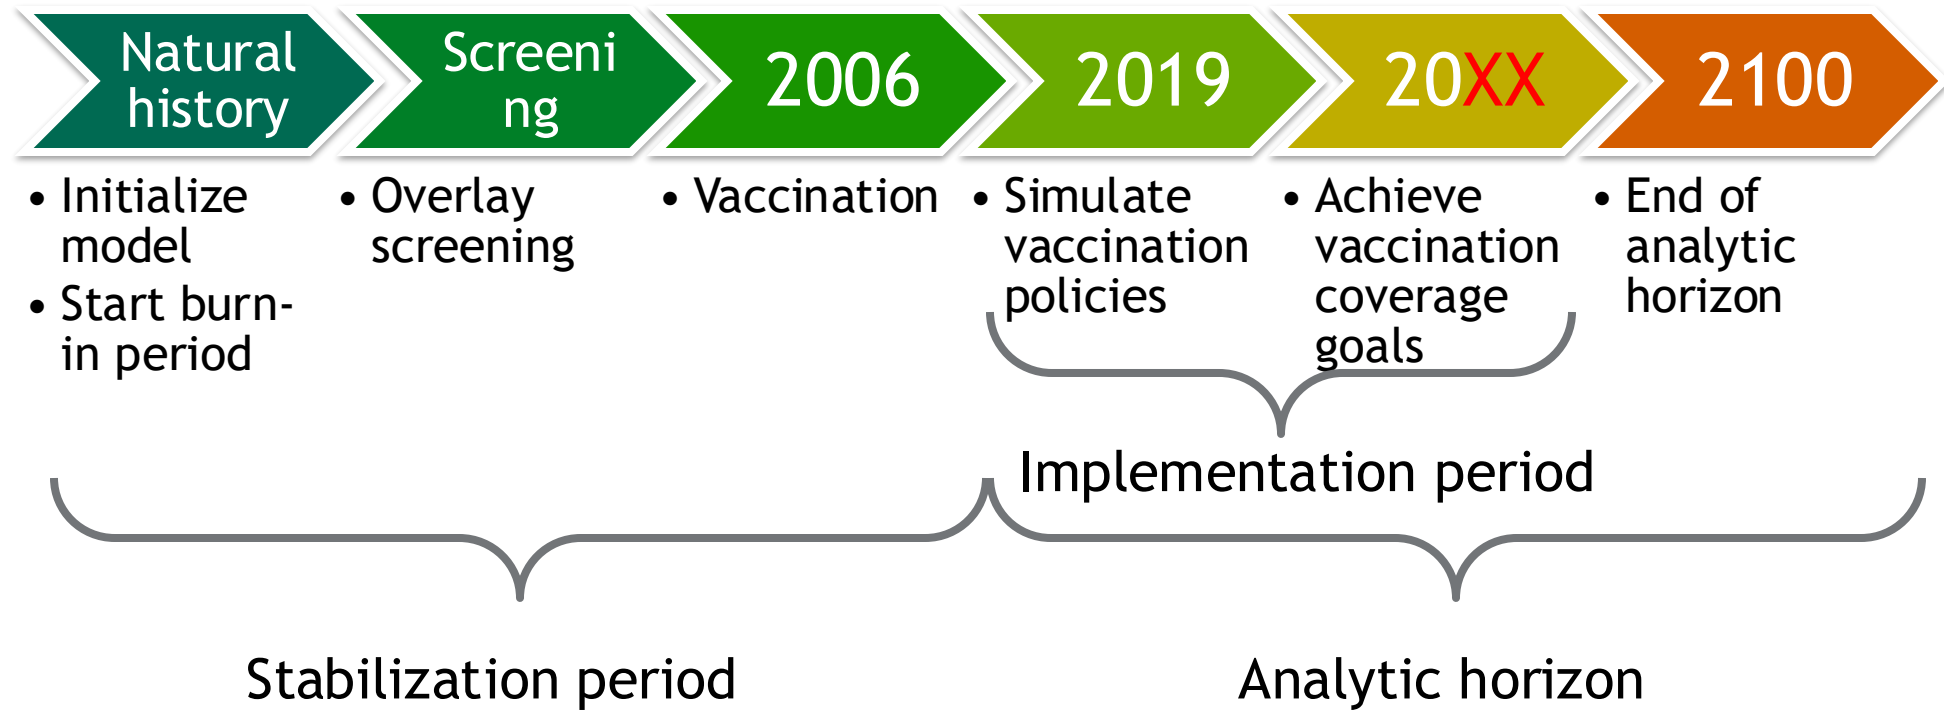 Natural
history
Screeni
ng
2006
2019
20XX
2100
• Initialize
model
• Start burn-
in period
• Overlay
screening
• Vaccination
• Simulate
vaccination
policies
• Achieve
vaccination
coverage
goals
• End of
analytic
horizon
Implementation period
Stabilization period
Analytic horizon